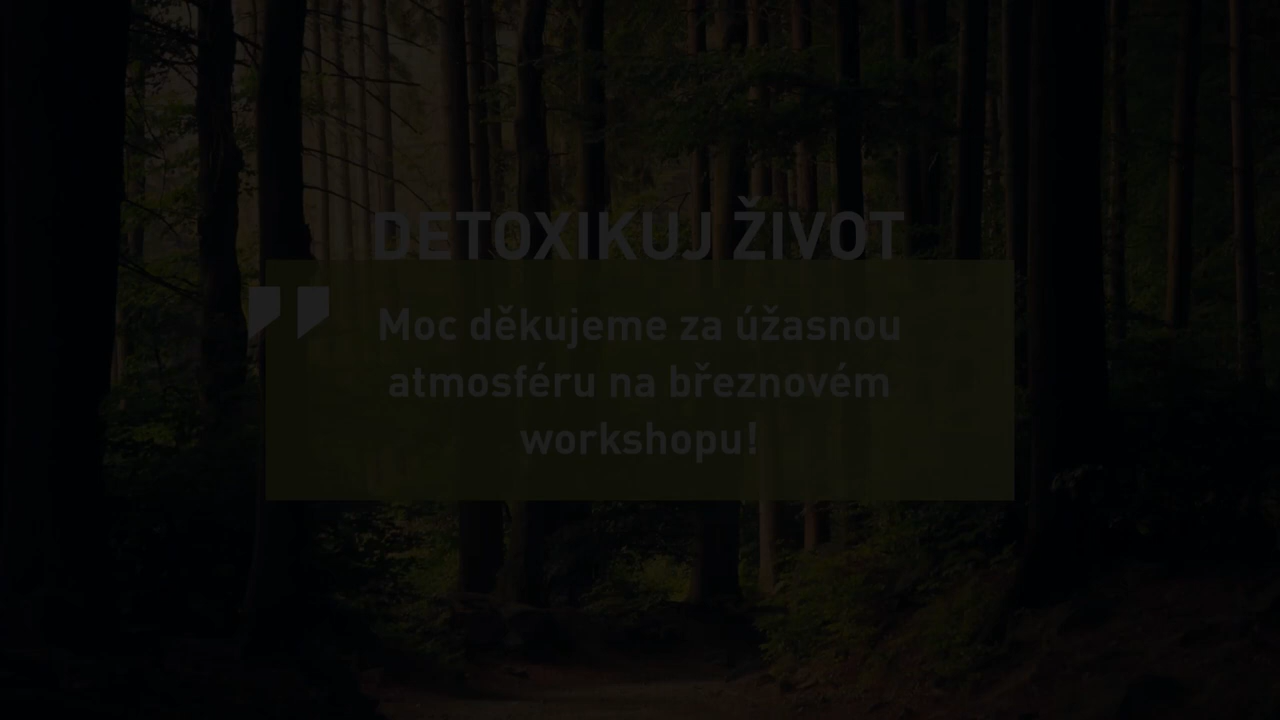 DETOXIKUJ ŽIVOT
Moc děkujeme za úžasnou
atmosféru na březnovém
workshopu!